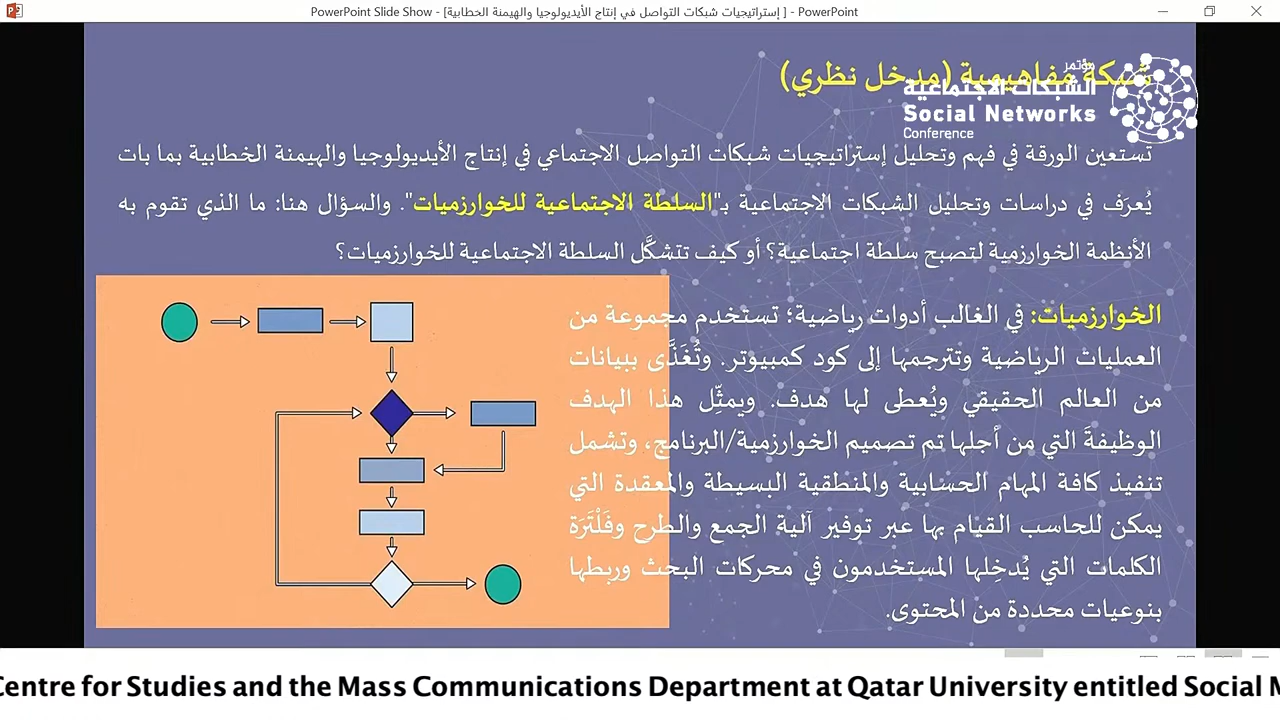 PowerPoint Slide Show - [إستراتيجيات شبكات التواصل في إنتاج الأيديولوجيا والهيمنة الخطابية ] - PowerPoint
شبكة مفاهيمية (مدخل نظري)
مؤتمر
الشبكات الاجتماعية
Social Networks
Conference
تستعين الورقة في فهم وتحليل إستراتيجيات شبكات التواصل الاجتماعي في إنتاج الأيديولوجيا والهيمنة الخطابية بما بات
يُعرَف في دراسات وتحليل الشبكات الاجتماعية بـ"السلطة الاجتماعية للخوارزميات". والسؤال هنا: ما الذي تقوم به
الأنظمة الخوارزمية لتصبح سلطة اجتماعية؟ أو كيف تتشكَّل السلطة الاجتماعية للخوارزميات؟
الخوارزميات: في الغالب أدوات رياضية؛ تستخدم مجموعة من
العمليات الرياضية وتترجمها إلى كود كمبيوتر. وتُغَذَّى ببيانات
من العالم الحقيقي ويُعطى لها هدف. ويمثِّل هذا الهدف
الوظيفةَ التي من أجلها تم تصميم الخوارزمية/البرنامج، وتشمل
تنفيذ كافة المهام الحسابية والمنطقية البسيطة والمعقدة التي
يمكن للحاسب القيام بها عبر توفير آلية الجمع والطرح وفَلْتَرَة
الكلمات التي يُدخِلها المستخدمون في محركات البحث وربطها
بنوعيات محددة من المحتوى.
Centre for Studies and the Mass Communications Department at Qatar University entitled Social M